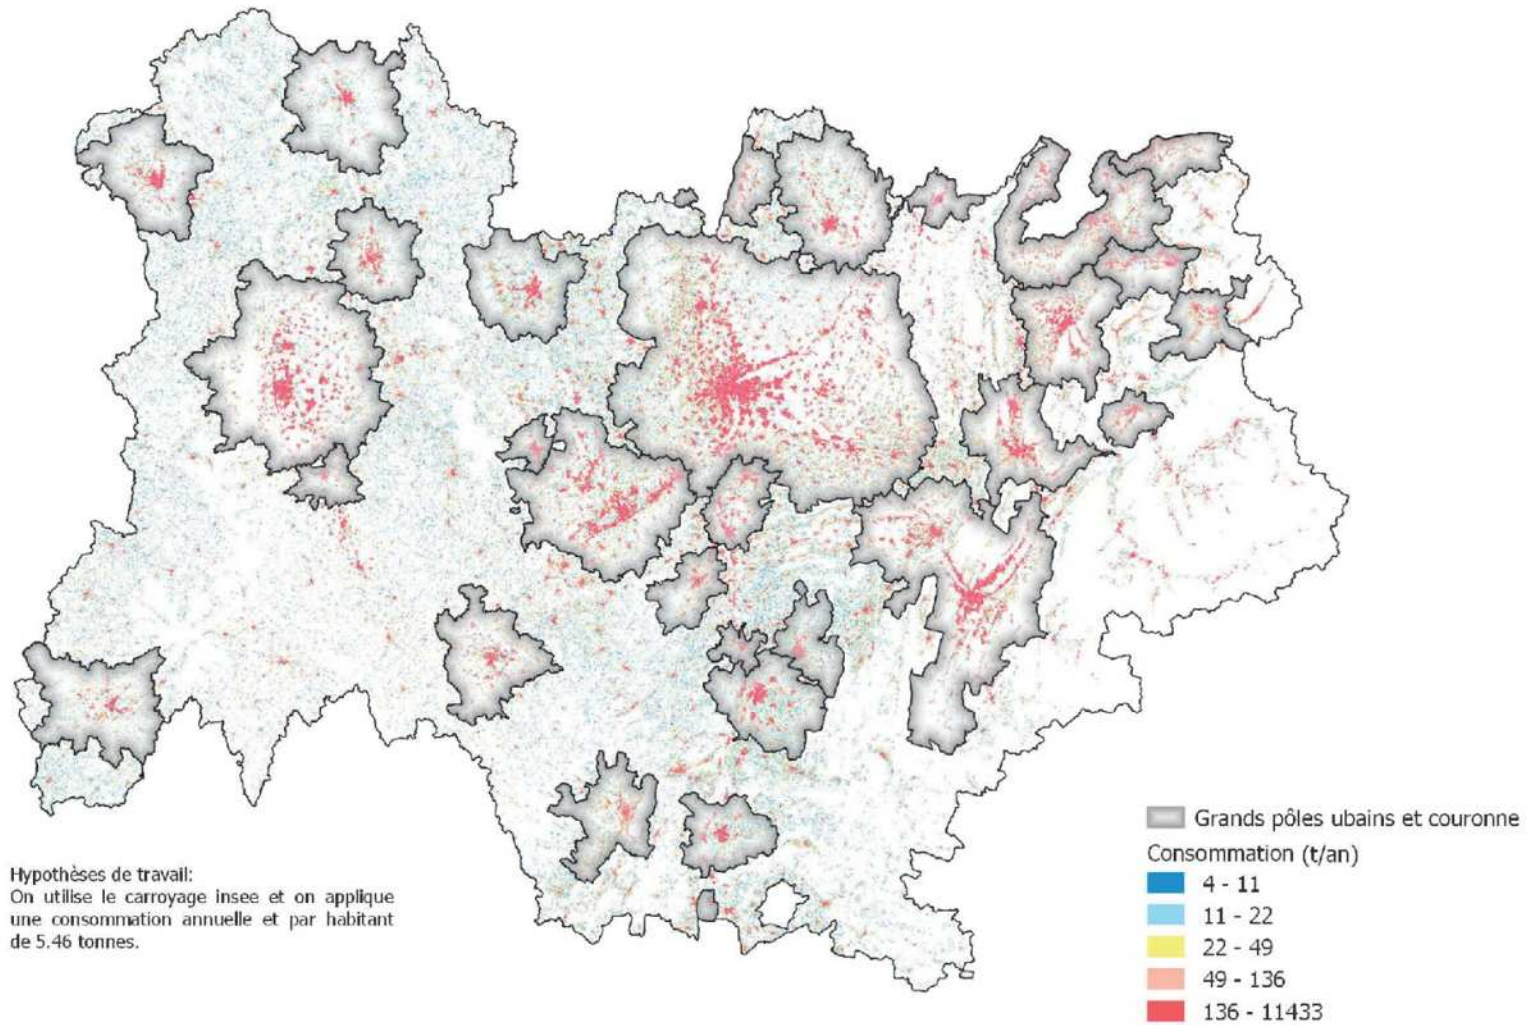 Hypothèses de travail:
On utilise le carroyage insee et on applique
une consommation annuelle et par habitant
de 5.46 tonnes.
Grands pôles ubains et couronne
Consommation (t/an)
4 - 11
11 - 22
22 - 49
49 - 136
136 - 11433